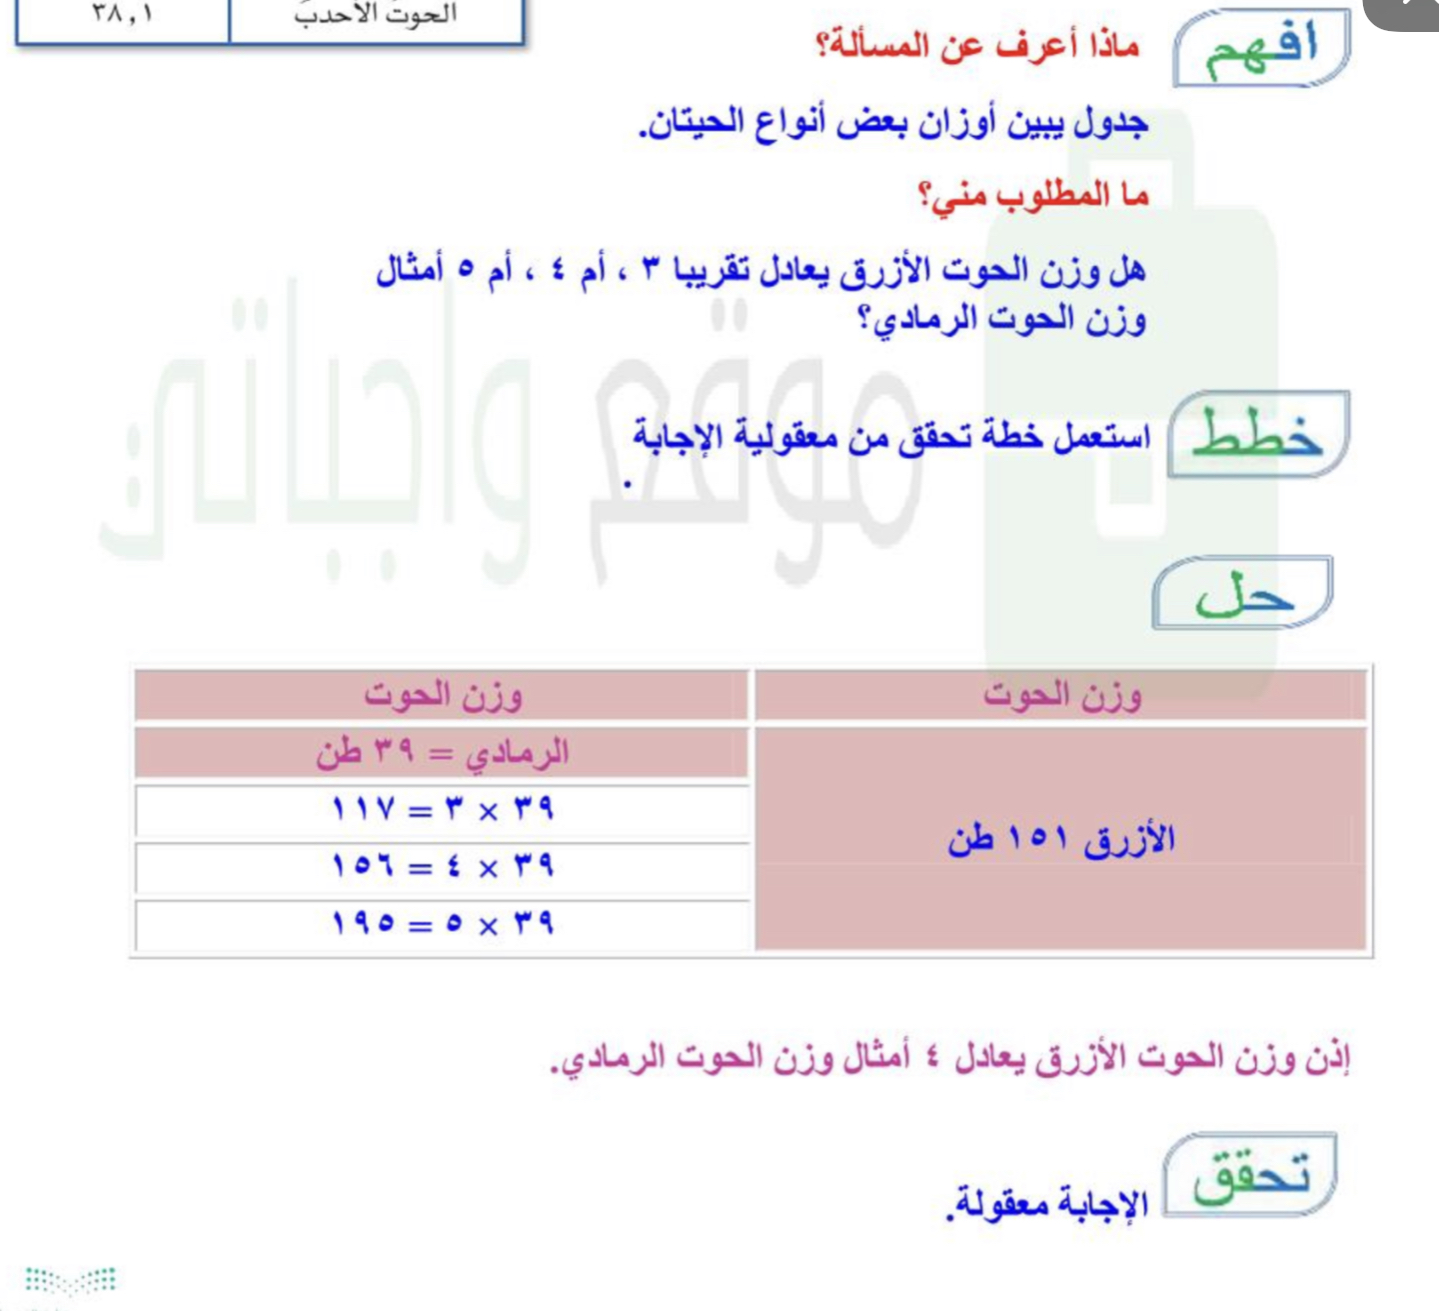 الحوت الأحدب ٣٨,١
افهم ماذا أعرف عن المسألة؟
جدول يبين أوزان بعض أنواع الحيتان.
ما المطلوب مني؟
هل وزن الحوت الأزرق يعادل تقريبا ٣ ، أم ٤ ، أم ٥ أمثال
وزن الحوت الرمادي؟
خطط استعمل خطة تحقق من معقولية الإجابة
.
حل
وزن الحوت وزن الحوت
الرمادي = ٣٩ طن
الأزرق ١٥١ طن
٣٩ × ٣ = ١١٧
٣٩ × ٤ = ١٥٦
٣٩ × ٥ = ١٩٥
إذن وزن الحوت الأزرق يعادل ٤ أمثال وزن الحوت الرمادي.
تحقق الإجابة معقولة.
موقع واجباتي